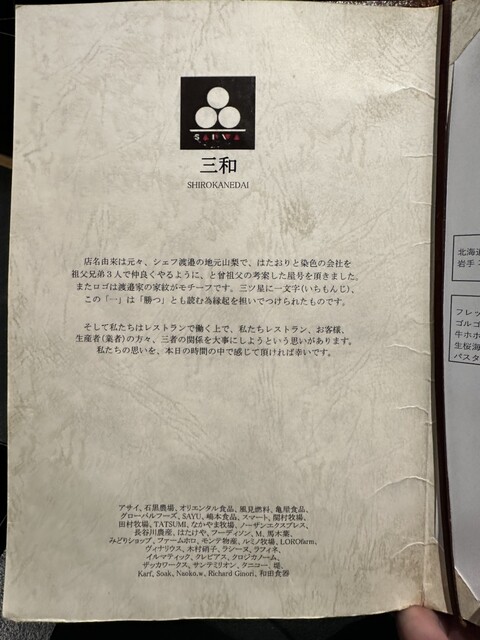 SANWA
三和
SHIROKANEDAI
店名由来は元々、シェフ渡邉の地元山梨で、はたおりと染色の会社を
祖父兄弟3人で仲良くやるように、と曾祖父の考案した屋号を頂きました。
またロゴは渡邉家の家紋がモチーフです。三ツ星に一文字(いちもんじ)、
この「一」は「勝つ」とも読む為縁起を担いでつけられたものです。
そして私たちはレストランで働く上で、私たちレストラン、お客様、
生産者(業者)の方々、三者の関係を大事にしようという思いがあります。
私たちの思いを、本日の時間の中で感じて頂ければ幸いです。
アサイ、石黒農場、オリエンタル食品、風見燃料、亀屋食品、
グローバルフーズ、SAYU、嶋本食品、スマート、関村牧場、
田村牧場、TATSUMI、なかやま牧場、ノーザンエクスプレス、
長谷川農産、はたけや、フーディソン、M、馬木葉、
みどりショップ、ファームホロ、モンテ物産、ルミノ牧場、LOROfarm、
ヴィナリウス、木村硝子、ラシーヌ、ラフィネ、
イルマティック、クレビアス、クロジカノーム、
ザッカワークス、サンテミリオン、タニコー、堤、
Karf、Soak、Naoko,w、Richard Ginori、和田食器
北海道
岩手
フレッ
ゴルゴ
牛ホホ
生桜海
パスタ